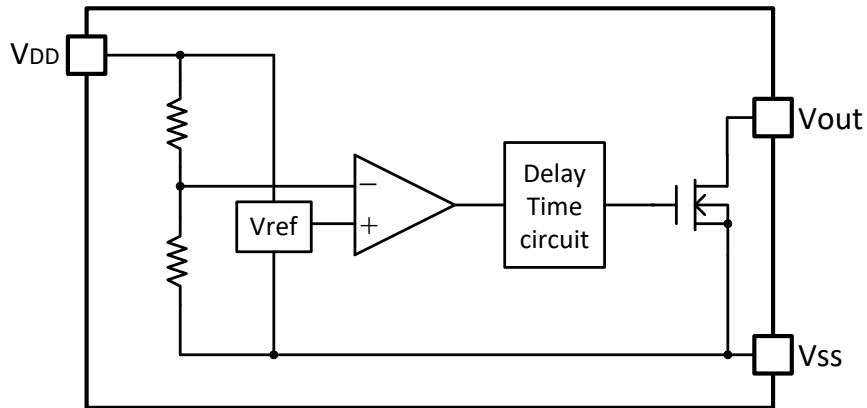 VDD
Vout
Delay
Time
circuit
−
Vref
+
Vss